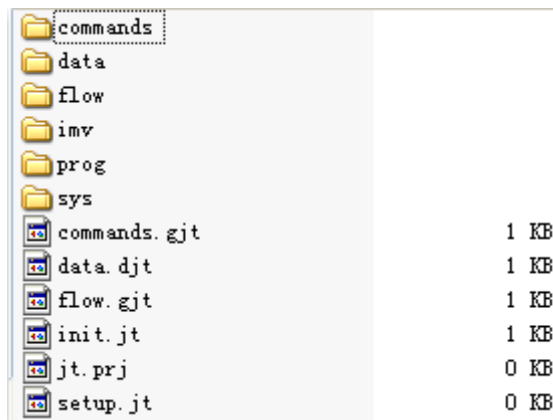 commands
data
flow
imv
prog
sys
commands.gjt 1 KB
data.djt 1 KB
flow.gjt 1 KB
init.jt 1 KB
jt.prj 0 KB
setup.jt 0 KB